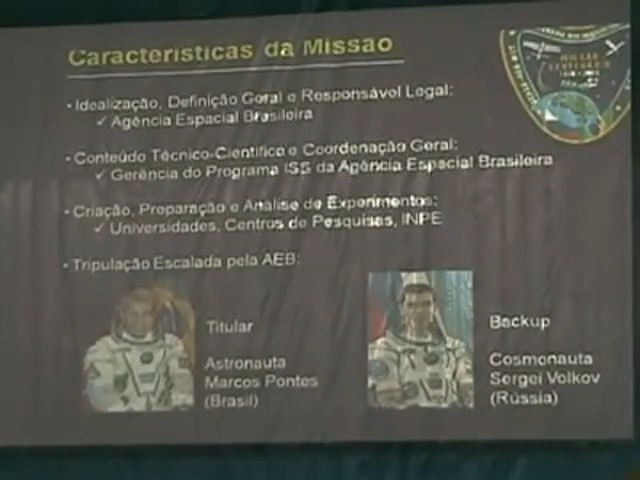 Características da Missão
• Idealização, Definição Geral e Responsável Legal:
✓ Agência Espacial Brasileira
• Conteúdo Técnico-Científico e Coordenação Geral:
✓ Gerência do Programa ISS da Agência Espacial Brasileira
• Criação, Preparação e Análise de Experimentos:
✓ Universidades, Centros de Pesquisas, INPE
• Tripulação Escalada pela AEB:
Titular
Astronauta
Marcos Pontes
(Brasil)
Backup
Cosmonauta
Sergei Volkov
(Rússia)